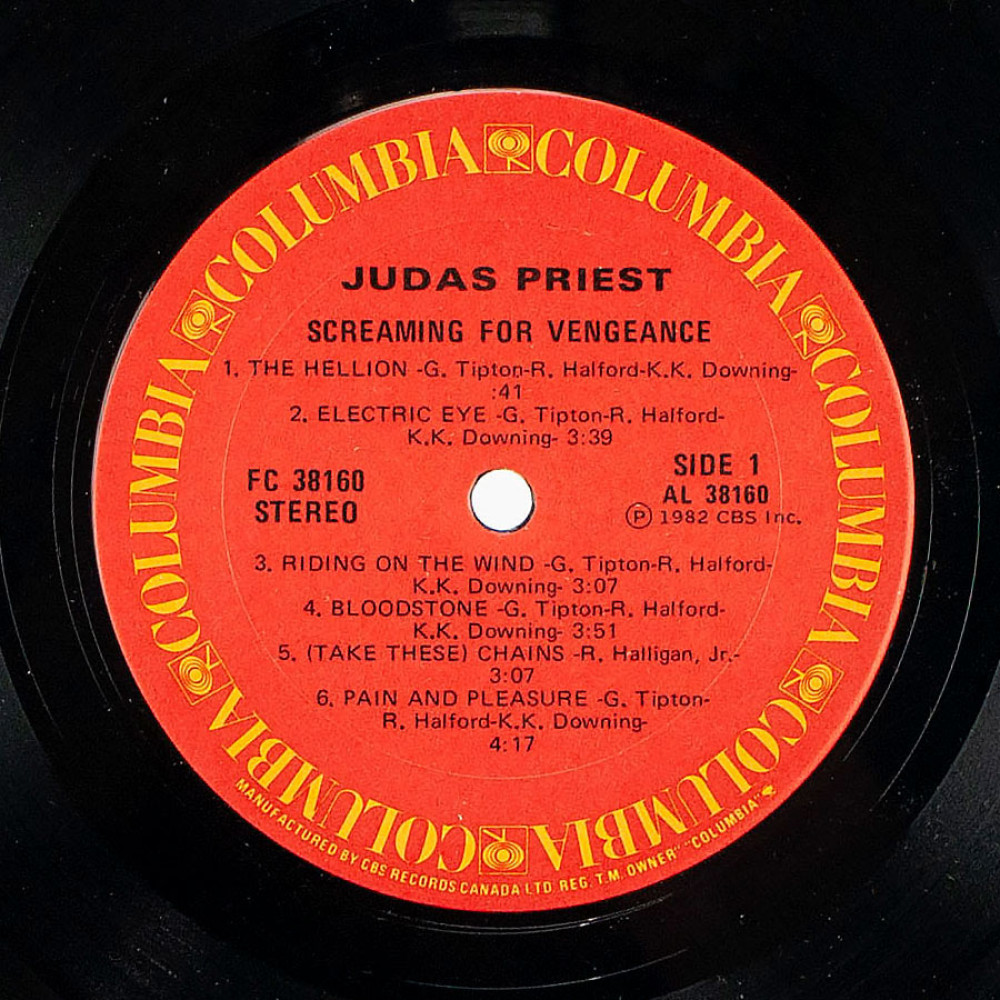 COLUMBIA COLUMBIA COLUMBIA COLUMBIA COLUMBIA COLUMBIA
JUDAS PRIEST
SCREAMING FOR VENGEANCE
1. THE HELLION -G. Tipton-R. Halford-K.K. Downing-
:41
2. ELECTRIC EYE -G. Tipton-R. Halford-
K.K. Downing- 3:39
FC 38160
STEREO
SIDE 1
AL 38160
Ⓟ 1982 CBS Inc.
3. RIDING ON THE WIND -G. Tipton-R. Halford-
K.K. Downing- 3:07
4. BLOODSTONE -G. Tipton-R. Halford-
K.K. Downing- 3:51
5. (TAKE THESE) CHAINS -R. Halligan, Jr.-
3:07
6. PAIN AND PLEASURE -G. Tipton-
R. Halford-K.K. Downing-
4:17
MANUFACTURED BY CBS RECORDS CANADA LTD. REG. T.M. OWNER "COLUMBIA"